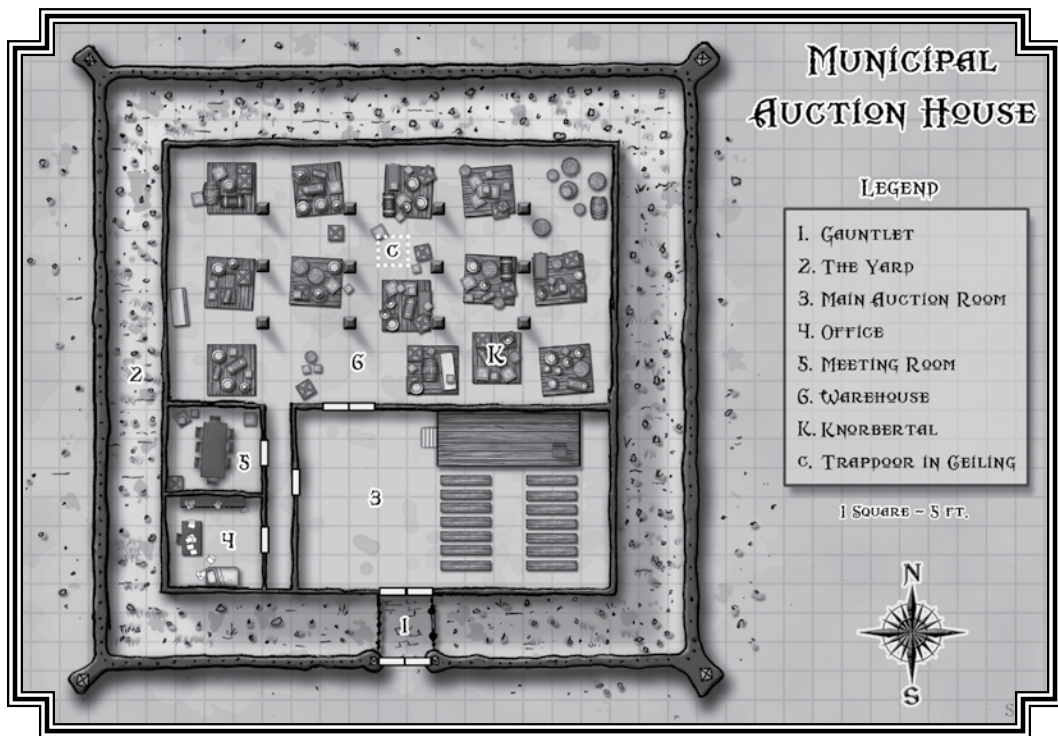 Municipal
Auction House
Legend
1. Gauntlet
2. The Yard
3. Main Auction Room
4. Office
5. Meeting Room
6. Warehouse
K. Knorbertal
C. Trapdoor in Ceiling
1 Square ~ 5 ft.
C
K
6
2
5
3
4
1
N
S
S